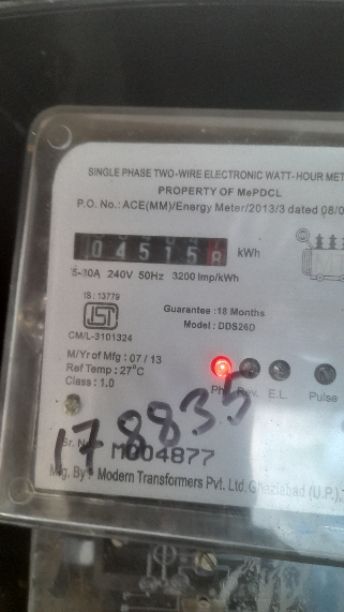 SINGLE PHASE TWO-WIRE ELECTRONIC WATT-HOUR MET
PROPERTY OF MePDCL
P.O. No.: ACE(MM)/Energy Meter/2013/3 dated 08/0
045158 kWh
5-30A 240V 50Hz 3200 Imp/kWh
IS : 13779
ISI
CM/L-3101324
Guarantee : 18 Months
Model : DDS26D
M/Yr of Mfg : 07 / 13
Ref Temp : 27°C
Class : 1.0
Ph. Rev. E.L. Pulse
178835
Sr. No. M004877
Mfg. By : Modern Transformers Pvt. Ltd. Ghaziabad (U.P.)